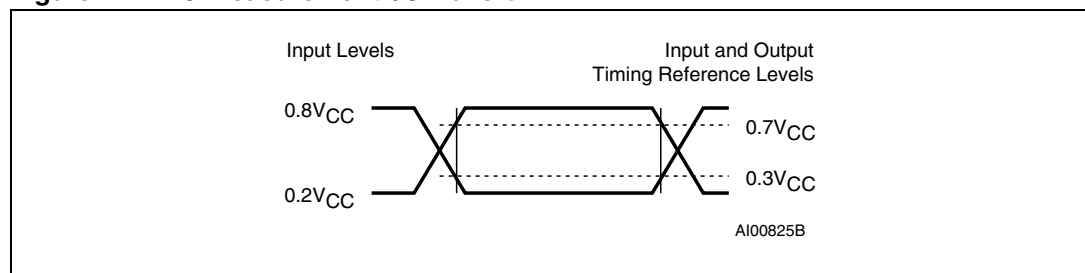 Input Levels
Input and Output
Timing Reference Levels
0.8VCC
0.7VCC
0.3VCC
0.2VCC
AI00825B